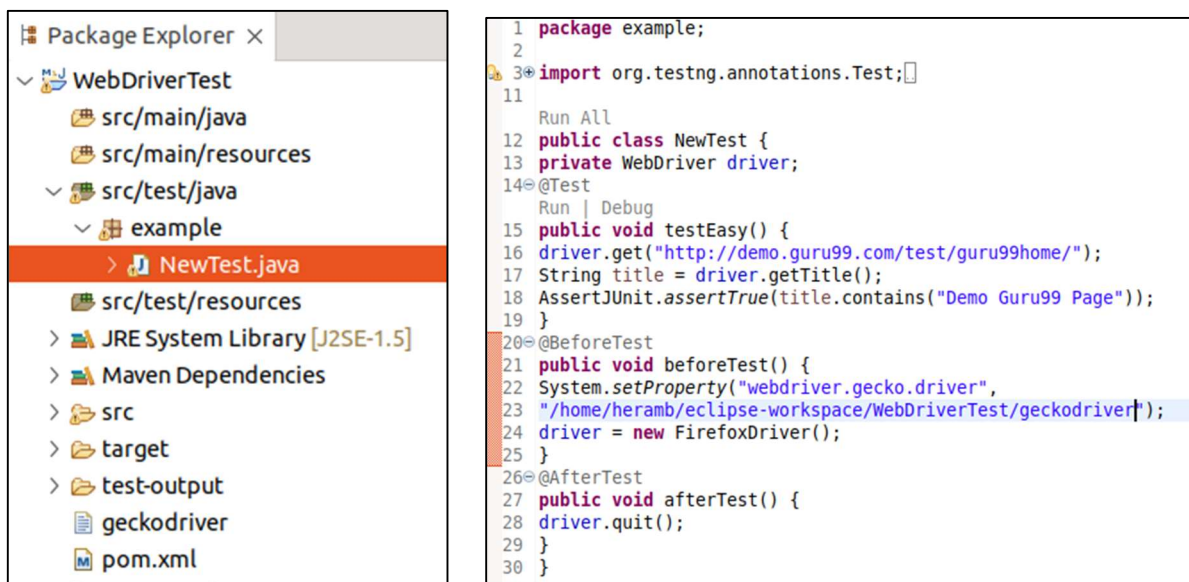 Package Explorer ×
WebDriverTest
src/main/java
src/main/resources
src/test/java
example
NewTest.java
src/test/resources
JRE System Library [J2SE-1.5]
Maven Dependencies
src
target
test-output
geckodriver
pom.xml
1 package example;
2
3 import org.testng.annotations.Test;
11
Run All
12 public class NewTest {
13 private WebDriver driver;
14 @Test
Run | Debug
15 public void testEasy() {
16 driver.get("http://demo.guru99.com/test/guru99home/");
17 String title = driver.getTitle();
18 AssertJUnit.assertTrue(title.contains("Demo Guru99 Page"));
19 }
20 @BeforeTest
21 public void beforeTest() {
22 System.setProperty("webdriver.gecko.driver",
23 "/home/heramb/eclipse-workspace/WebDriverTest/geckodriver");
24 driver = new FirefoxDriver();
25 }
26 @AfterTest
27 public void afterTest() {
28 driver.quit();
29 }
30 }